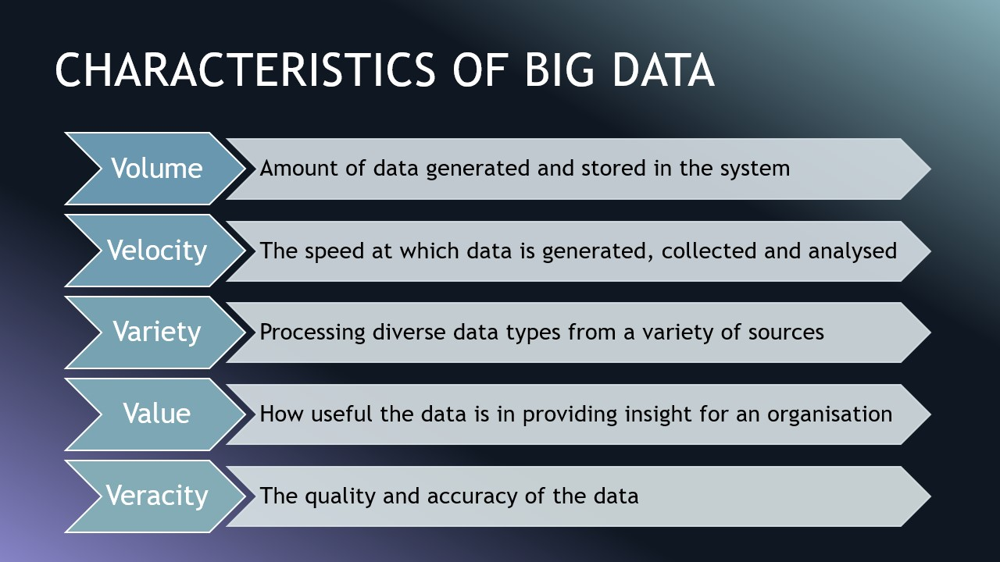 CHARACTERISTICS OF BIG DATA
Volume
Amount of data generated and stored in the system
Velocity
The speed at which data is generated, collected and analysed
Variety
Processing diverse data types from a variety of sources
Value
How useful the data is in providing insight for an organisation
Veracity
The quality and accuracy of the data